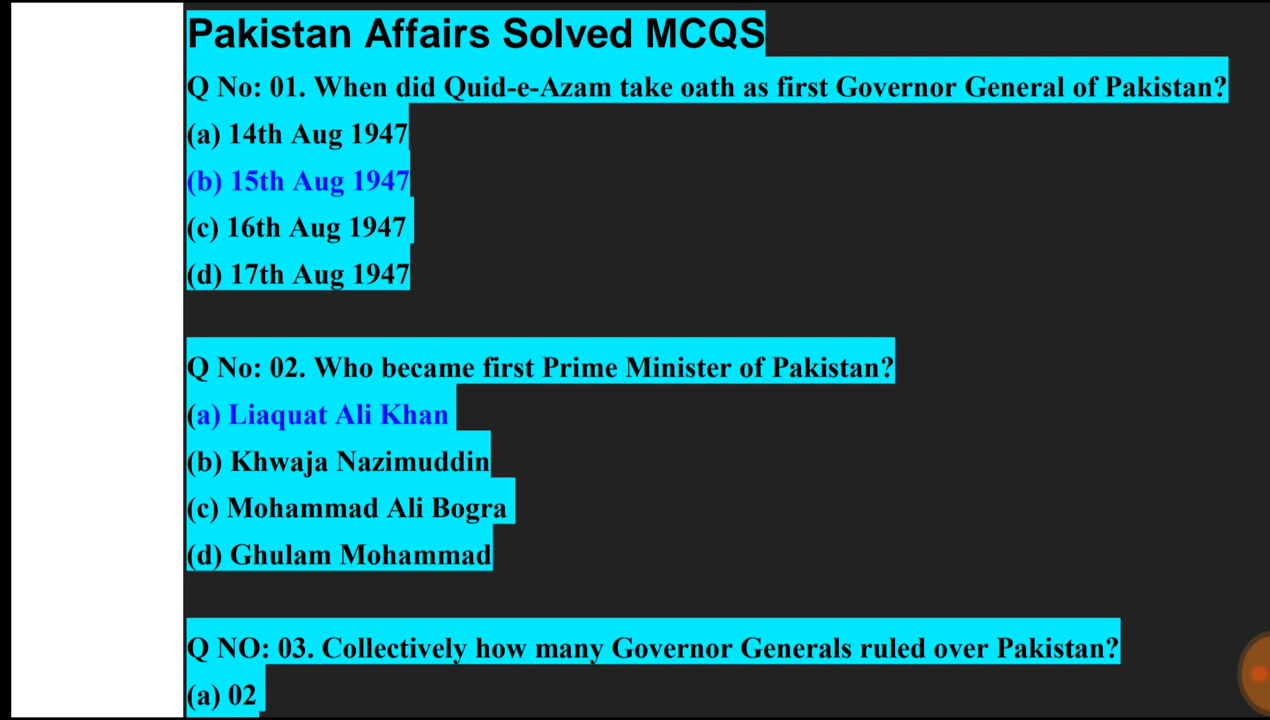 Pakistan Affairs Solved MCQS
Q No: 01. When did Quid-e-Azam take oath as first Governor General of Pakistan?
(a) 14th Aug 1947
(b) 15th Aug 1947
(c) 16th Aug 1947
(d) 17th Aug 1947
Q No: 02. Who became first Prime Minister of Pakistan?
(a) Liaquat Ali Khan
(b) Khwaja Nazimuddin
(c) Mohammad Ali Bogra
(d) Ghulam Mohammad
Q NO: 03. Collectively how many Governor Generals ruled over Pakistan?
(a) 02